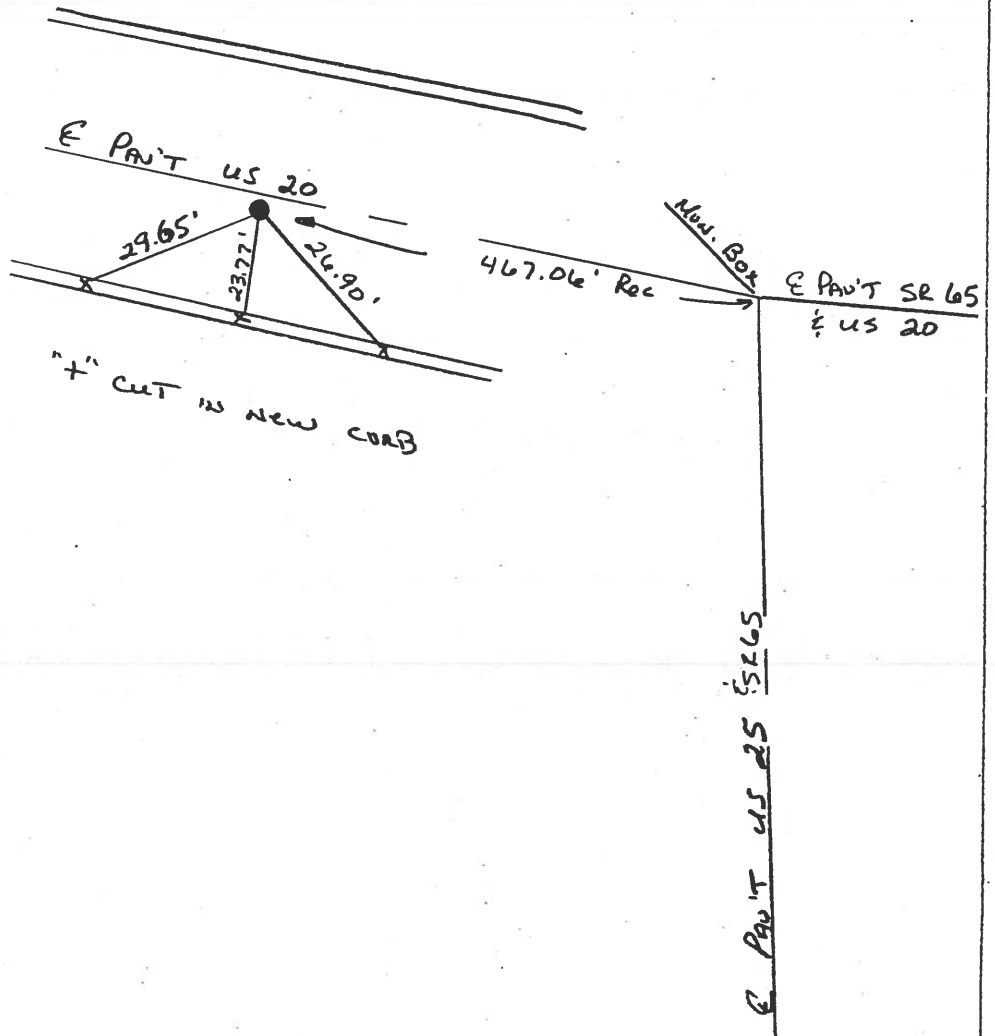 ℄ PAV'T US 20
29.65'
23.77'
26.90'
"+" CUT IN NEW CURB
467.06' REC
MON. BOX
℄ PAV'T SR 65
& US 20
℄ PAV'T US 25 & SR 65